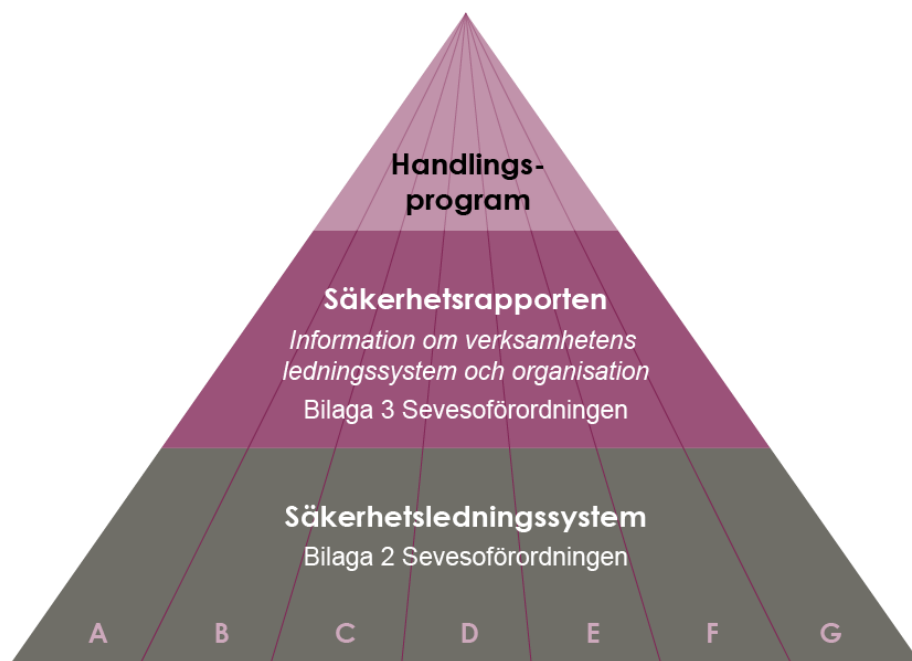 Handlings-
program
Säkerhetsrapporten
Information om verksamhetens
ledningssystem och organisation
Bilaga 3 Sevesoförordningen
Säkerhetsledningssystem
Bilaga 2 Sevesoförordningen
A B C D E F G